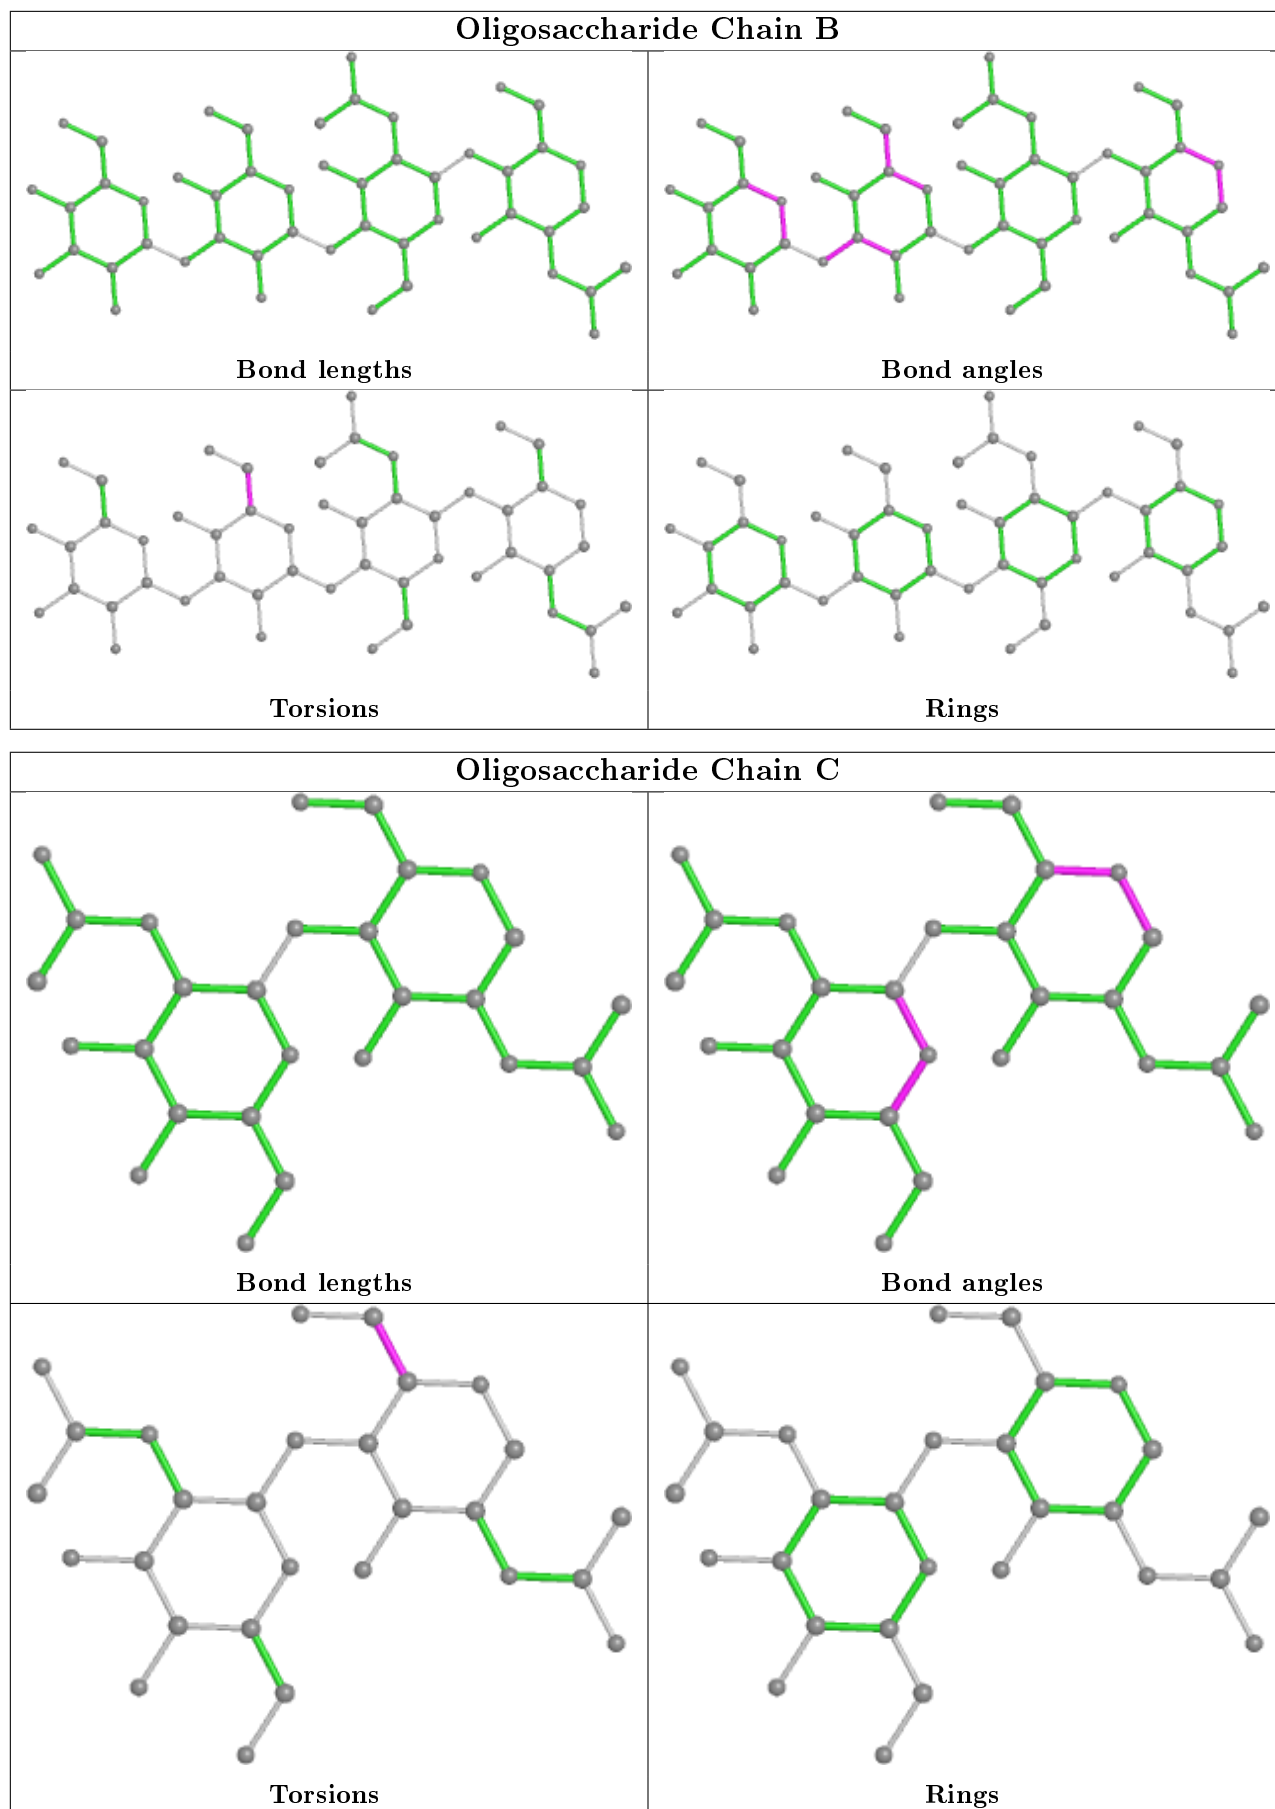 Oligosaccharide Chain B
Bond lengths
Bond angles
Torsions
Rings
Oligosaccharide Chain C
Bond lengths
Bond angles
Torsions
Rings